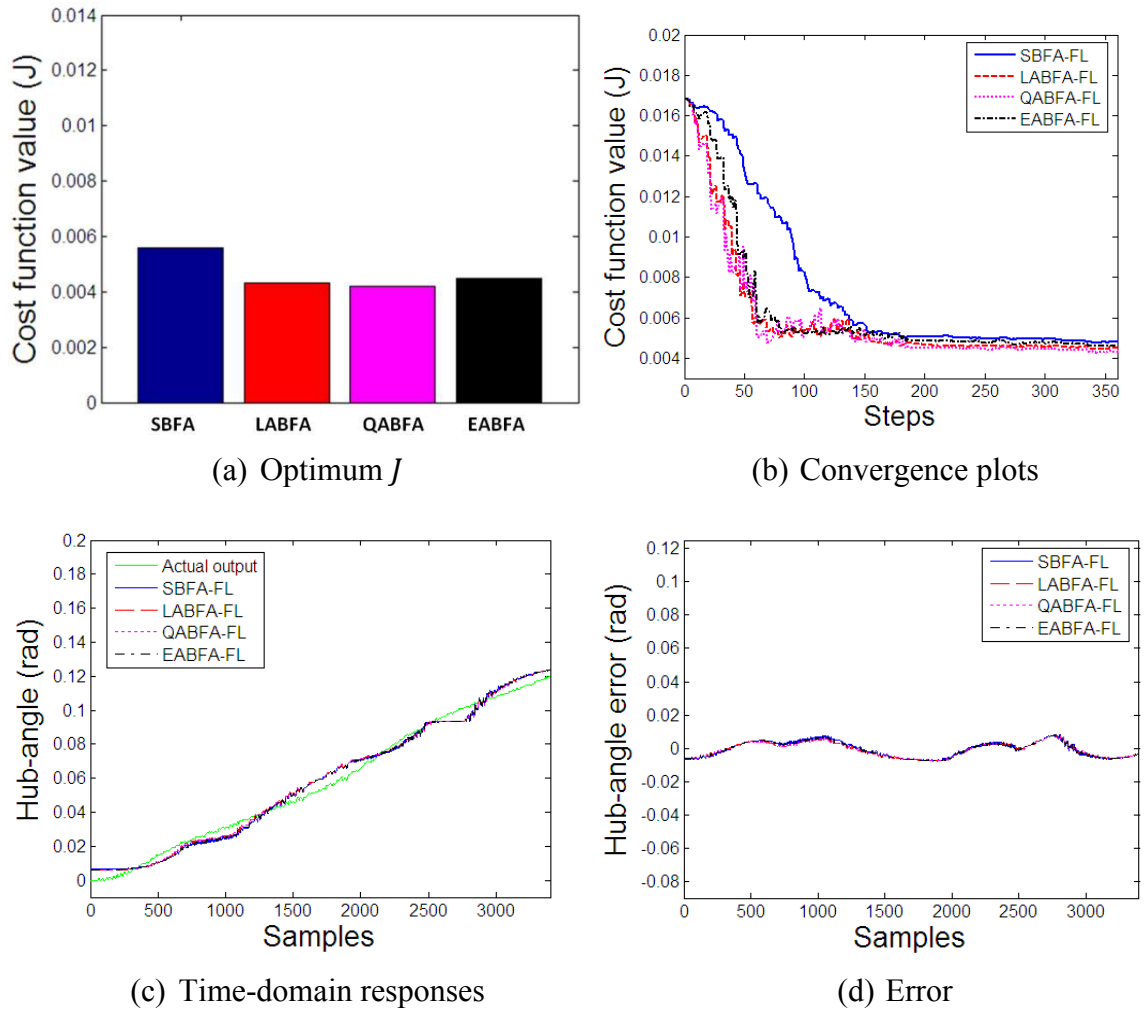 0.014
0.012
0.01
0.008
0.006
0.004
0.002
0
Cost function value (J)
SBFA LABFA QABFA EABFA
(a) Optimum J
0.02
0.018
0.016
0.014
0.012
0.01
0.008
0.006
0.004
Cost function value (J)
SBFA-FL
LABFA-FL
QABFA-FL
EABFA-FL
0 50 100 150 200 250 300 350
Steps
(b) Convergence plots
0.2
0.18
0.16
0.14
0.12
0.1
0.08
0.06
0.04
0.02
0
Hub-angle (rad)
Actual output
SBFA-FL
LABFA-FL
QABFA-FL
EABFA-FL
0 500 1000 1500 2000 2500 3000
Samples
(c) Time-domain responses
0.12
0.1
0.08
0.06
0.04
0.02
0
-0.02
-0.04
-0.06
-0.08
Hub-angle error (rad)
SBFA-FL
LABFA-FL
QABFA-FL
EABFA-FL
0 500 1000 1500 2000 2500 3000
Samples
(d) Error